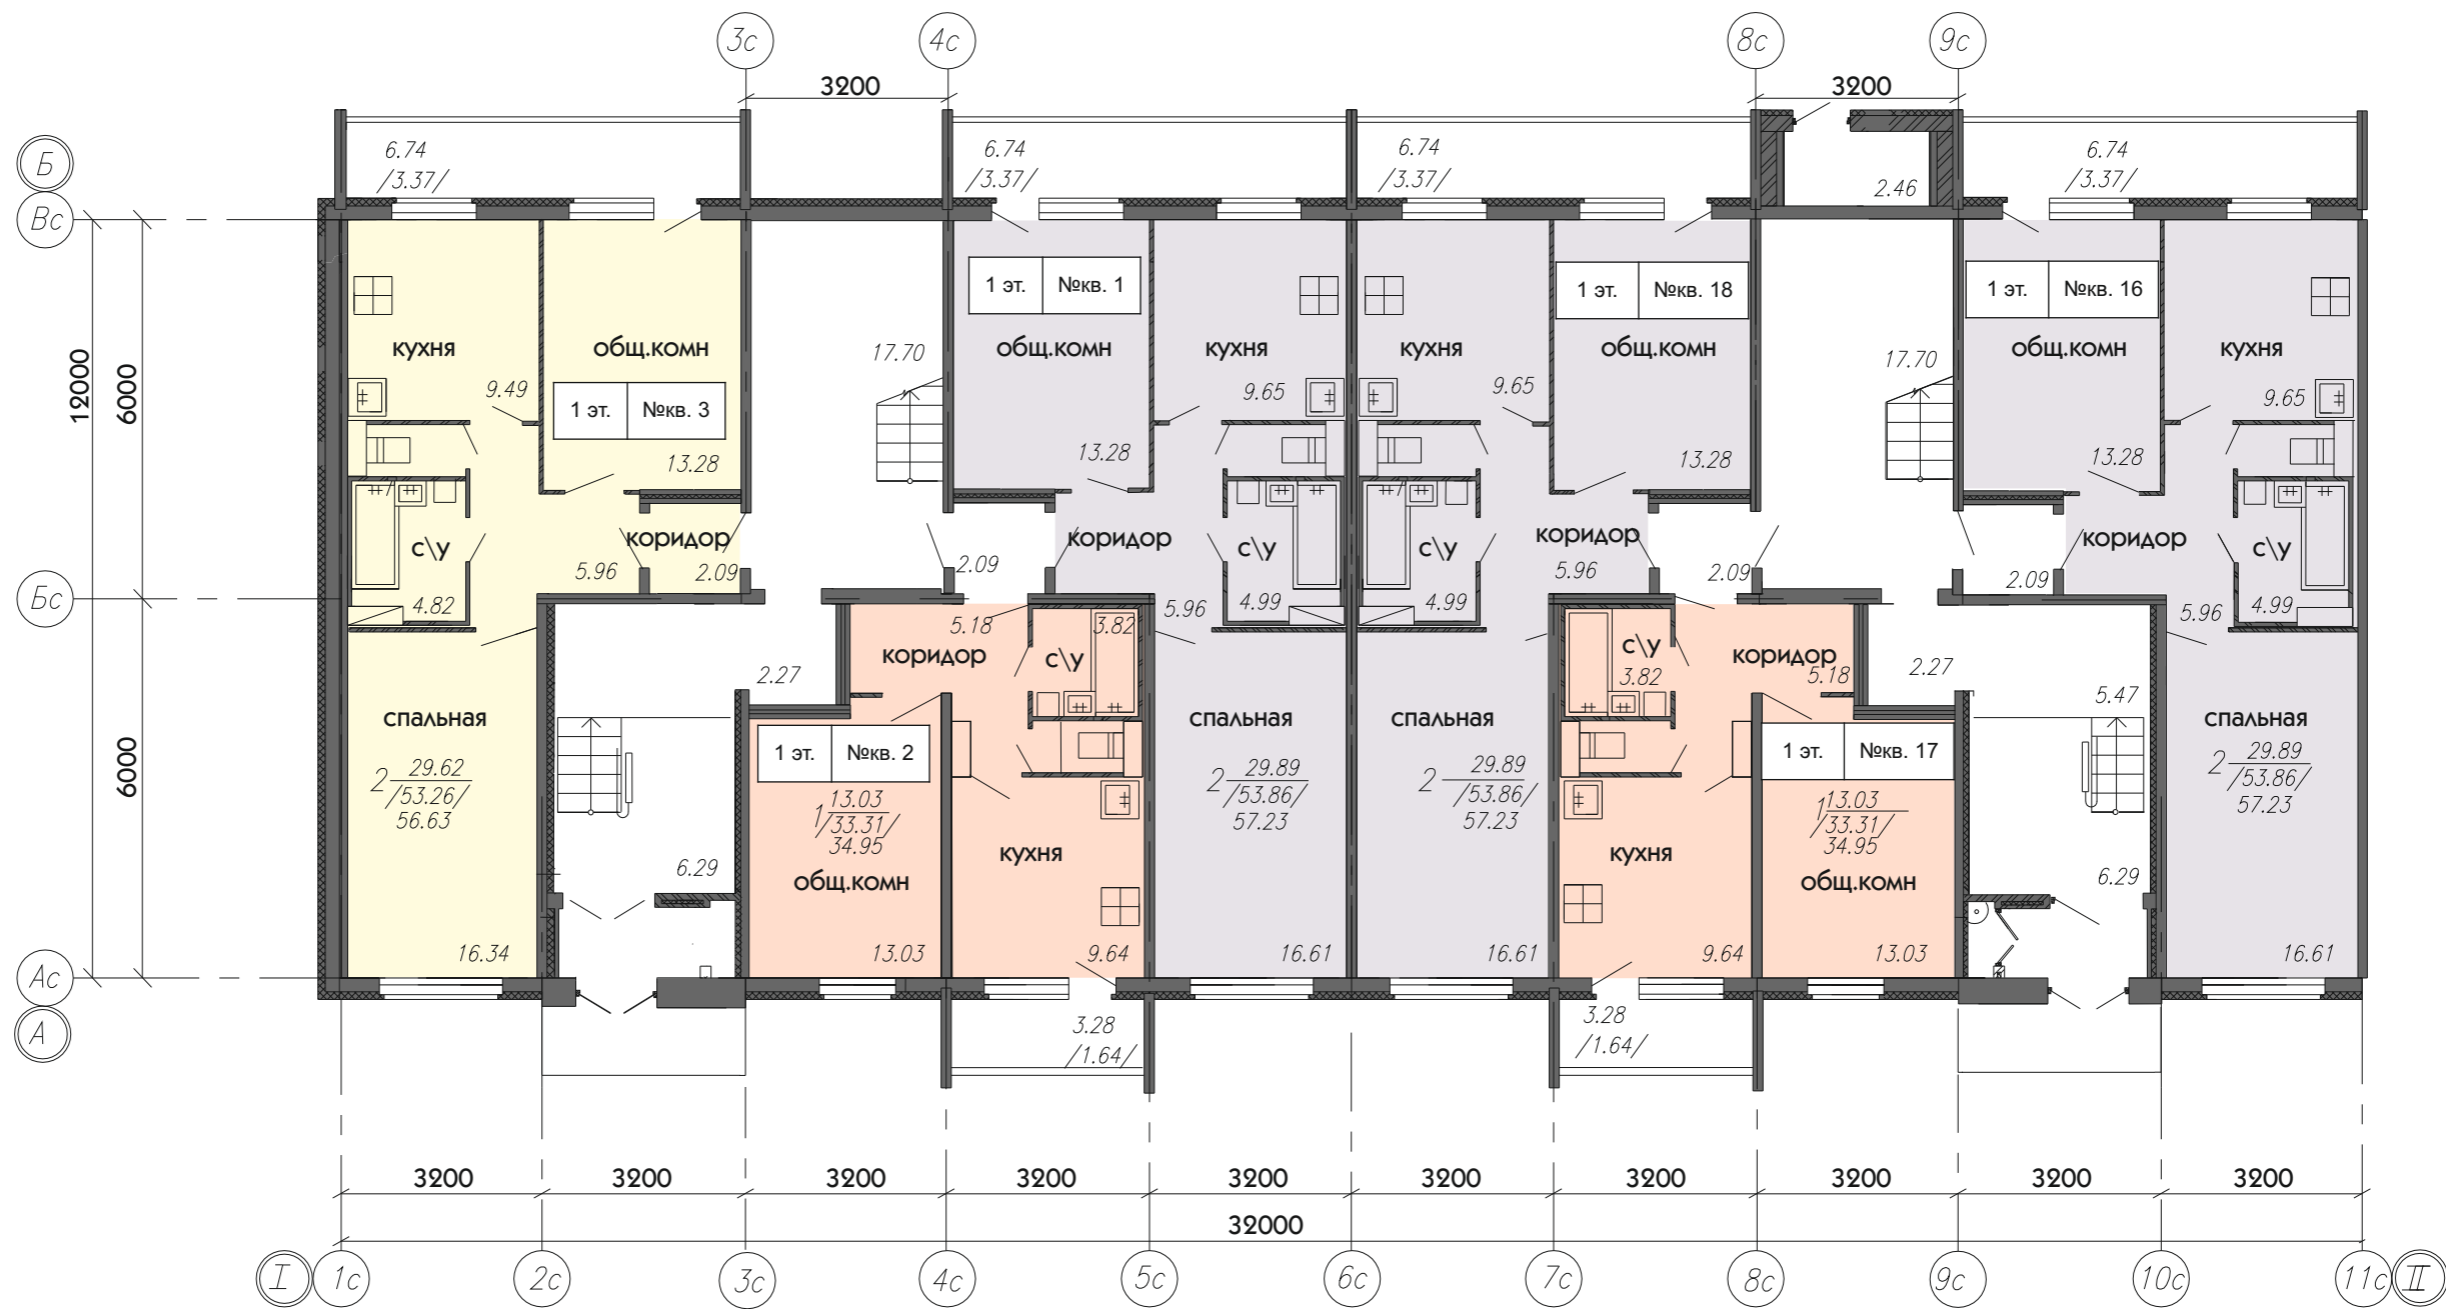 3с 4с 8с 9с
3200 3200
Б
6.74 6.74 6.74 6.74
/3.37/ /3.37/ /3.37/ /3.37/
2.46
Вс
1 эт. №кв. 1 1 эт. №кв. 18 1 эт. №кв. 16
кухня общ.комн 17.70 общ.комн кухня кухня общ.комн 17.70 общ.комн кухня
12000 6000
9.49 9.65 9.65 9.65
1 эт. №кв. 3
13.28 13.28 13.28 13.28
коридор коридор коридор коридор
с\у с\у с\у с\у
5.96 2.09 2.09 5.96 2.09 2.09
Бс
4.82 5.96 4.99 4.99 5.96 4.99
5.18 3.82
коридор с\у с\у коридор
2.27 3.82 5.18 2.27
5.47
спальная спальная спальная спальная
6000
1 эт. №кв. 2 1 эт. №кв. 17
2 29.62 2 29.89 2 29.89 2 29.89
/53.26/ /53.86/ /53.86/ /53.86/
56.63 57.23 57.23 57.23
1 13.03 1 13.03
/33.31/ /33.31/
34.95 34.95
кухня кухня
6.29 общ.комн общ.комн 6.29
16.34 13.03 9.64 16.61 16.61 9.64 13.03 16.61
Ас
А
3.28 3.28
/1.64/ /1.64/
3200 3200 3200 3200 3200 3200 3200 3200 3200 3200
32000
I 1с 2с 3с 4с 5с 6с 7с 8с 9с 10с 11с II